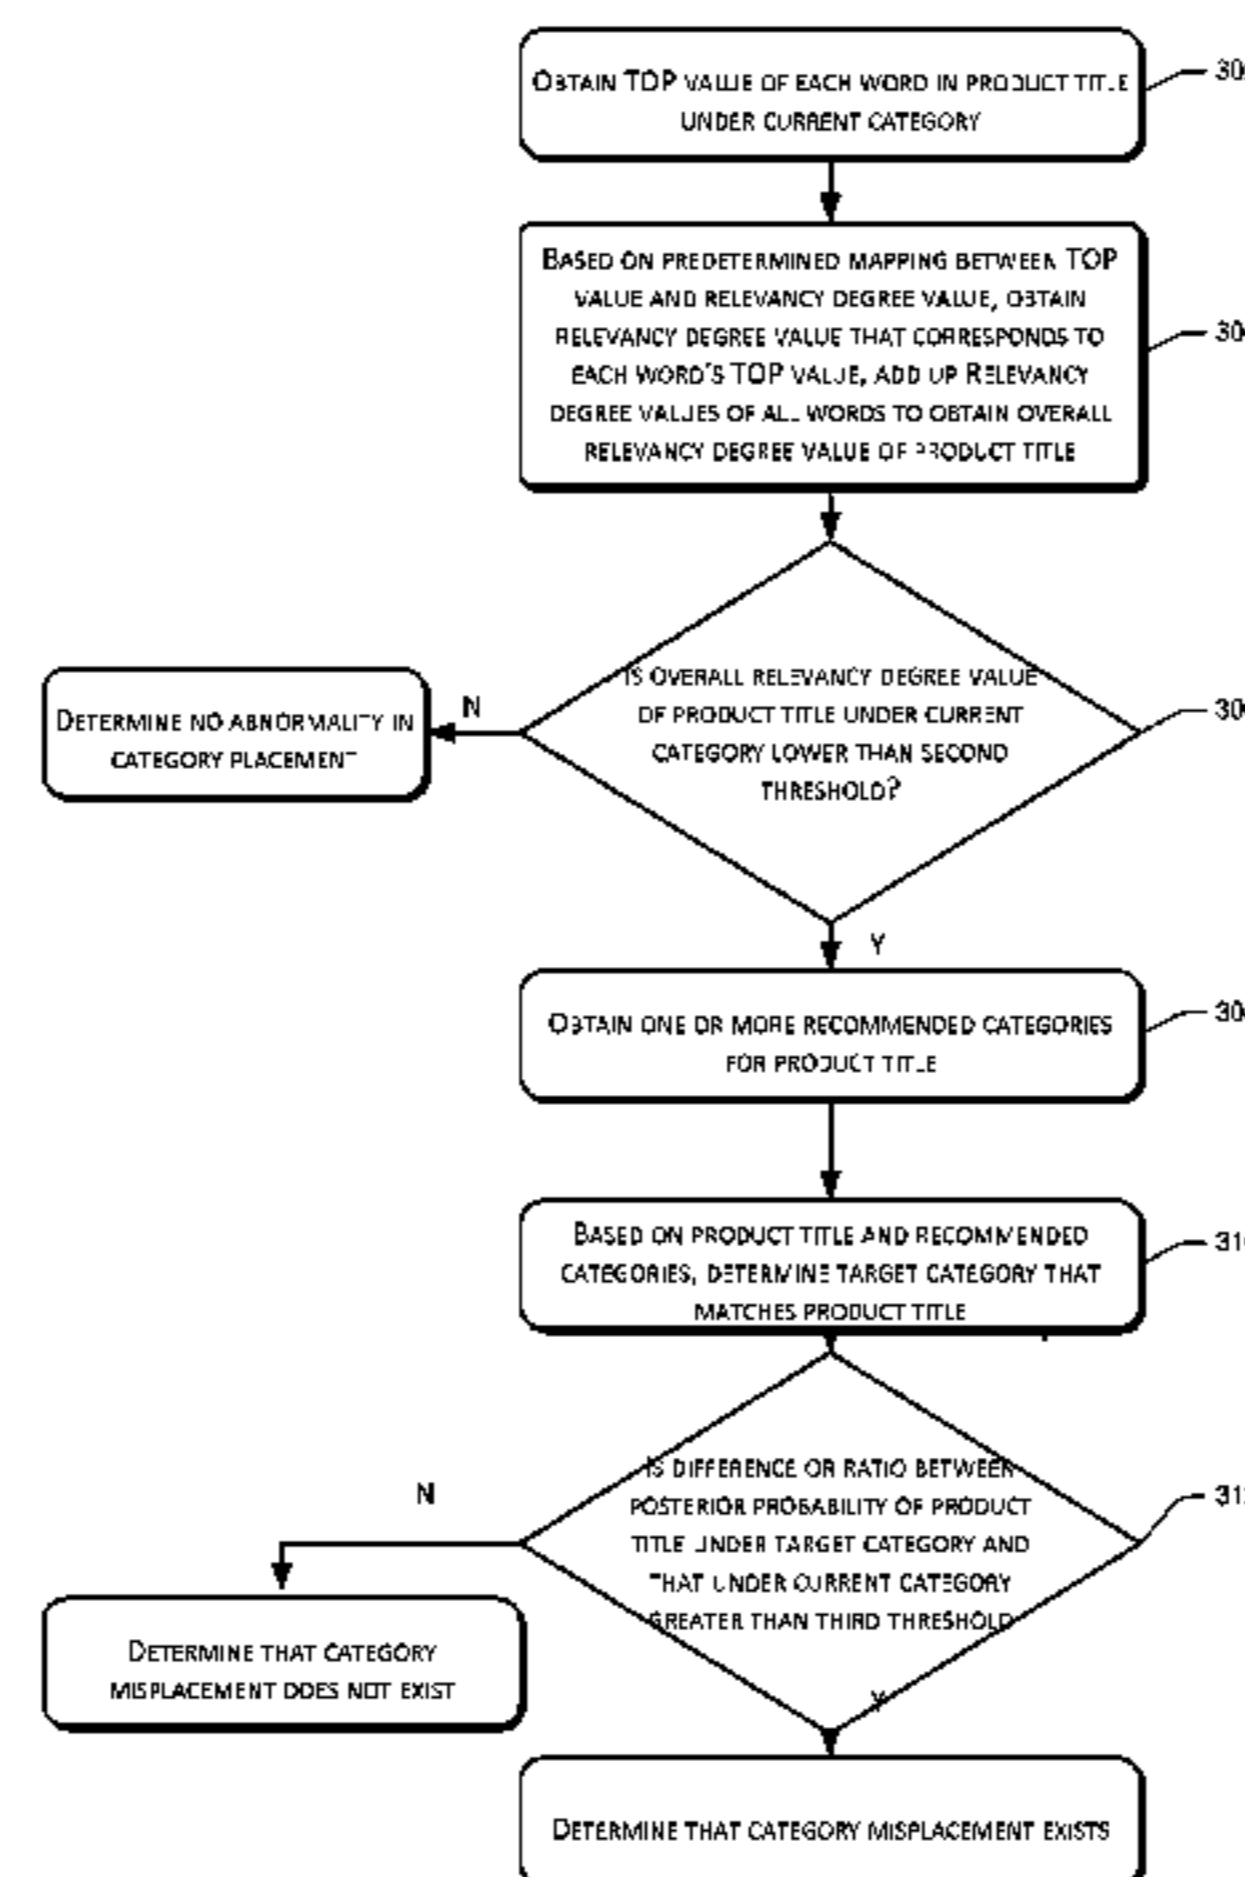 OBTAIN TOP VALUE OF EACH WORD IN PRODUCT TITLE
UNDER CURRENT CATEGORY
30
BASED ON PREDETERMINED MAPPING BETWEEN TOP
VALUE AND RELEVANCY DEGREE VALUE, OBTAIN
RELEVANCY DEGREE VALUE THAT CORRESPONDS TO
EACH WORD'S TOP VALUE, ADD UP RELEVANCY
DEGREE VALUES OF ALL WORDS TO OBTAIN OVERALL
RELEVANCY DEGREE VALUE OF PRODUCT TITLE
30
IS OVERALL RELEVANCY DEGREE VALUE
OF PRODUCT TITLE UNDER CURRENT
CATEGORY LOWER THAN SECOND
THRESHOLD?
30
N
DETERMINE NO ABNORMALITY IN
CATEGORY PLACEMENT
Y
OBTAIN ONE OR MORE RECOMMENDED CATEGORIES
FOR PRODUCT TITLE
30
BASED ON PRODUCT TITLE AND RECOMMENDED
CATEGORIES, DETERMINE TARGET CATEGORY THAT
MATCHES PRODUCT TITLE
31
IS DIFFERENCE OR RATIO BETWEEN
POSTERIOR PROBABILITY OF PRODUCT
TITLE UNDER TARGET CATEGORY AND
THAT UNDER CURRENT CATEGORY
GREATER THAN THIRD THRESHOLD
31
N
DETERMINE THAT CATEGORY
MISPLACEMENT DOES NOT EXIST
Y
DETERMINE THAT CATEGORY MISPLACEMENT EXISTS